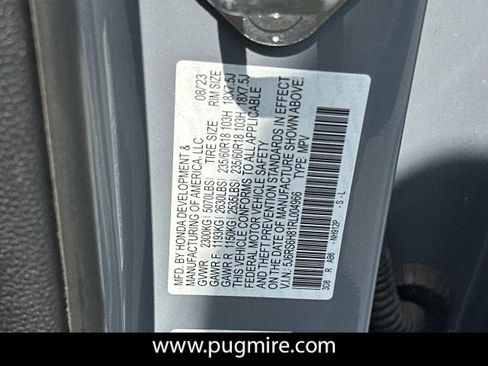 MFD. BY HONDA DEVELOPMENT & 08/23
MANUFACTURING OF AMERICA, LLC
TIRE SIZE RIM SIZE
GVWR 2300KG( 5070LBS)
GAWR F 1193KG( 2630LBS) 235/60R18 103H 18X7.5J
GAWR R 1150KG( 2535LBS) 235/60R18 103H 18X7.5J
THIS VEHICLE CONFORMS TO ALL APPLICABLE
FEDERAL MOTOR VEHICLE SAFETY
AND THEFT PREVENTION STANDARDS IN EFFECT
ON THE DATE OF MANUFACTURE SHOWN ABOVE.
V.I.N.: TYPE: MPV
3D8 R AB6 -NH912P -S -L
www.pugmire.com